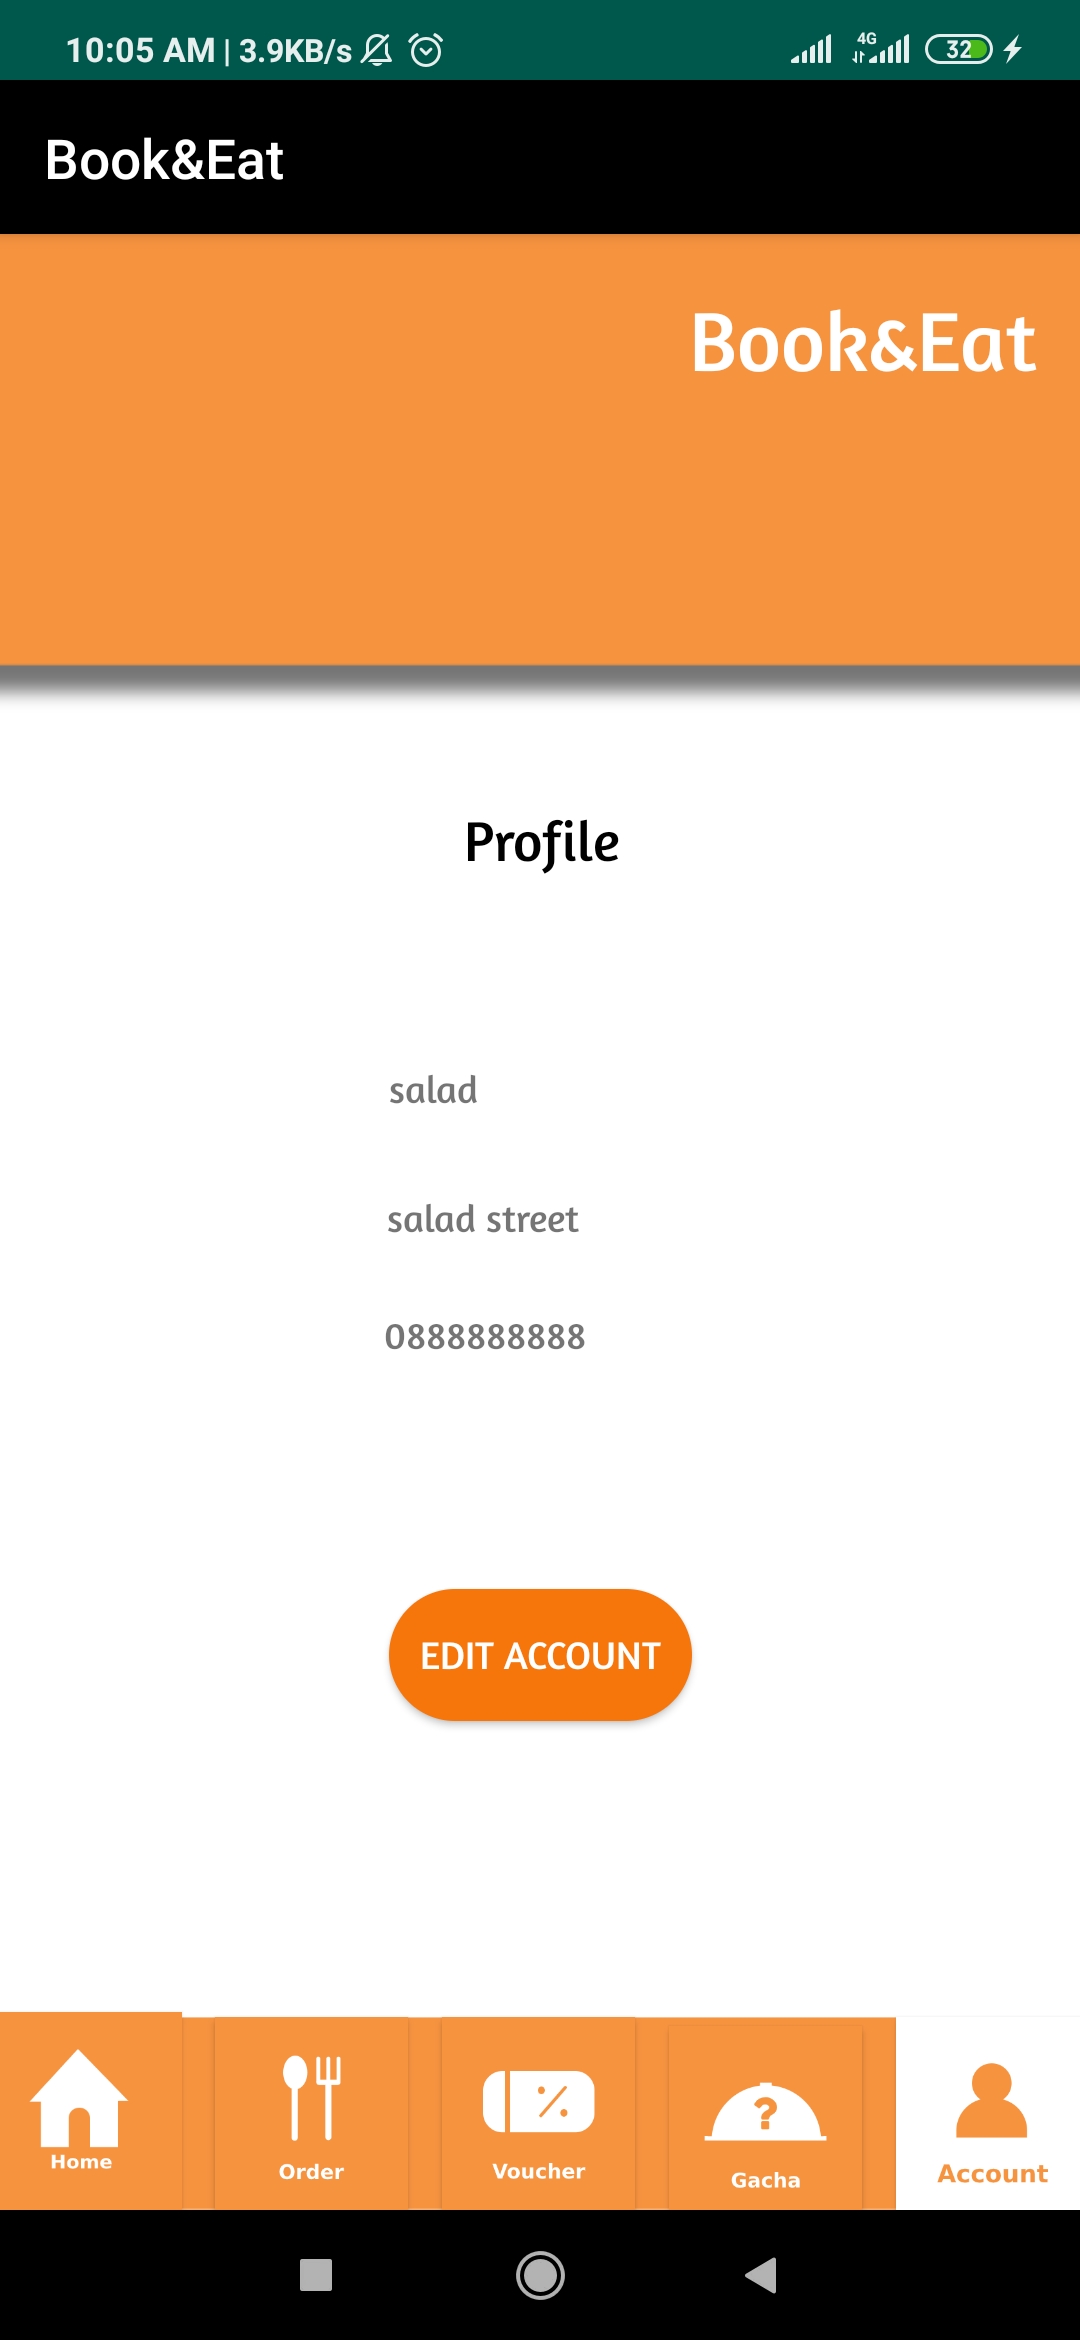 10:05 AM | 3.9KB/s 4G 32
Book&Eat
Book&Eat
Profile
salad
salad street
0888888888
EDIT ACCOUNT
Home
Order
Voucher
?
Gacha
Account